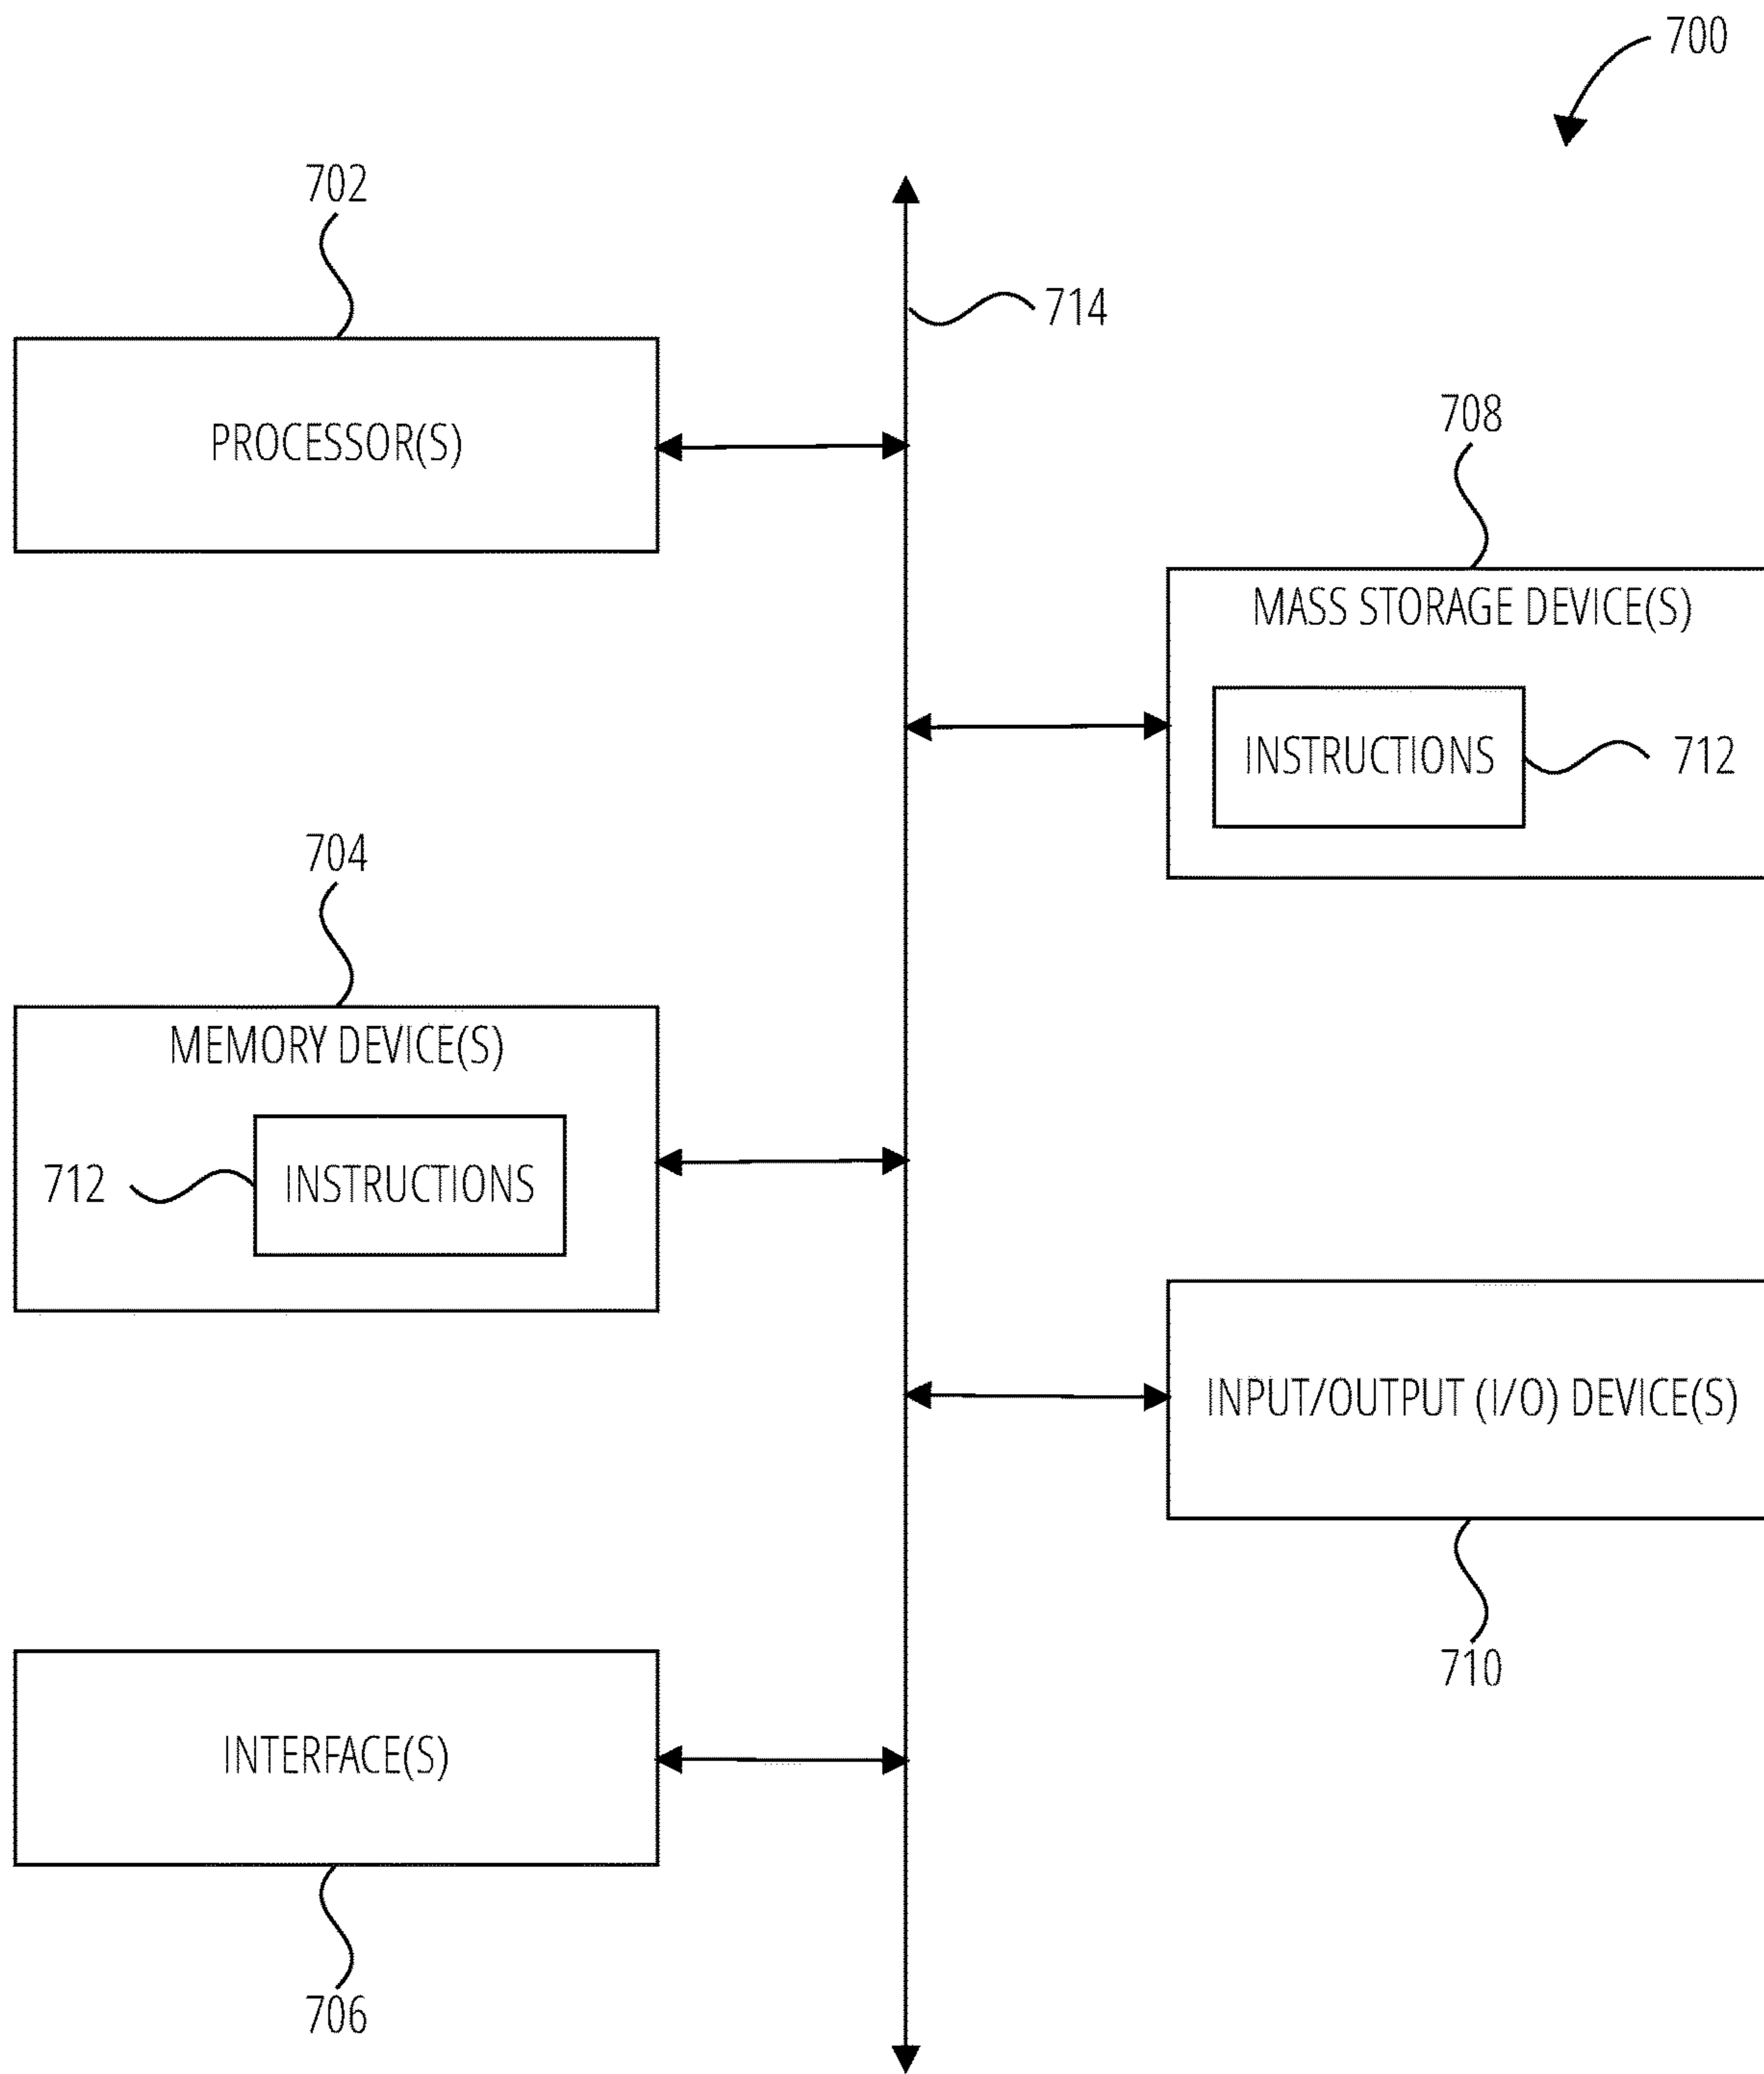 700
702
714
PROCESSOR(S)
708
MASS STORAGE DEVICE(S)
INSTRUCTIONS
712
704
MEMORY DEVICE(S)
712
INSTRUCTIONS
INPUT/OUTPUT (I/O) DEVICE(S)
710
INTERFACE(S)
706